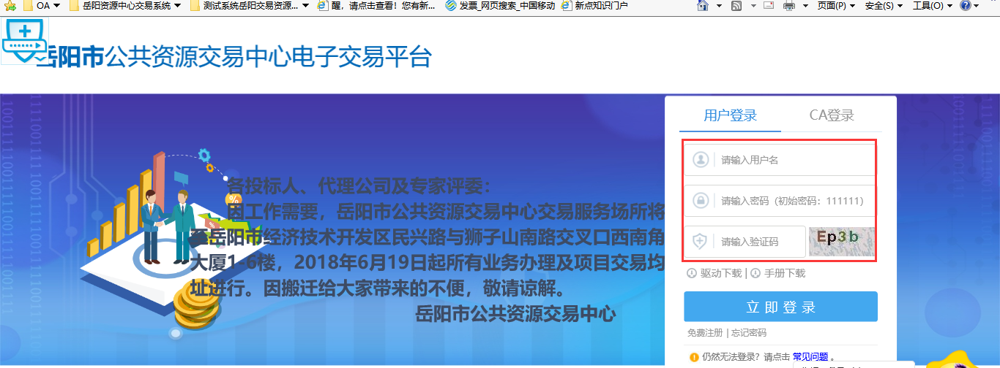 OA 岳阳资源中心交易系统 测试系统岳阳交易资源... 醒，请点击查看！您有新... 发票_网页搜索_中国移动 新点知识门户 页面(P) 安全(S) 工具(O)
岳阳市公共资源交易中心电子交易平台
用户登录 CA登录
请输入用户名
请输入密码（初始密码：111111）
请输入验证码 Ep3b
驱动下载 | 手册下载
立即登录
免费注册 | 忘记密码
仍然无法登录？请点击 常见问题 。
各投标人、代理公司及专家评委：
因工作需要，岳阳市公共资源交易中心交易服务场所将
至岳阳市经济技术开发区民兴路与狮子山南路交叉口西南角
大厦1-6楼，2018年6月19日起所有业务办理及项目交易均
址进行。因搬迁给大家带来的不便，敬请谅解。
岳阳市公共资源交易中心